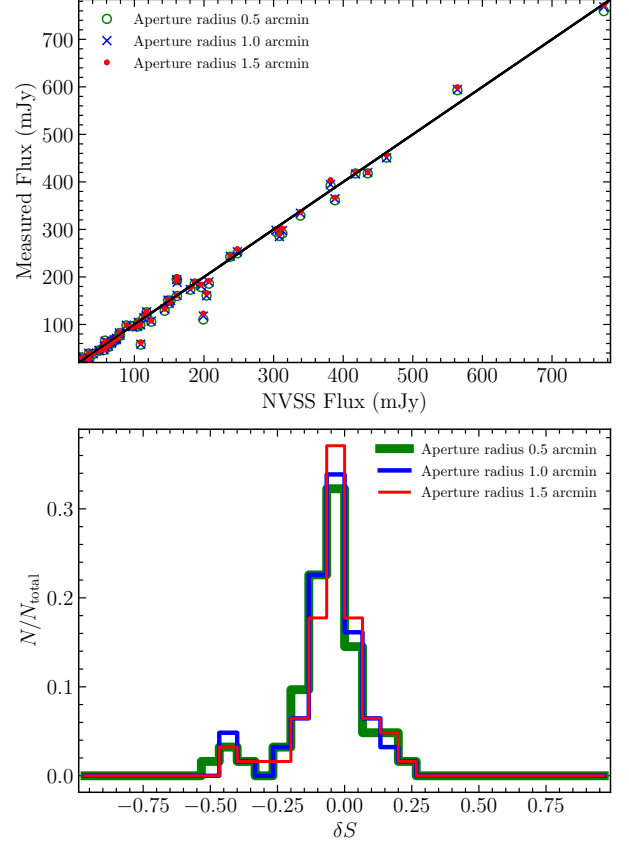 Aperture radius 0.5 arcmin
Aperture radius 1.0 arcmin
Aperture radius 1.5 arcmin
Measured Flux (mJy)
700
600
500
400
300
200
100
100 200 300 400 500 600 700
NVSS Flux (mJy)
Aperture radius 0.5 arcmin
Aperture radius 1.0 arcmin
Aperture radius 1.5 arcmin
N/N_total
0.3
0.2
0.1
0.0
−0.75 −0.50 −0.25 0.00 0.25 0.50 0.75
δS